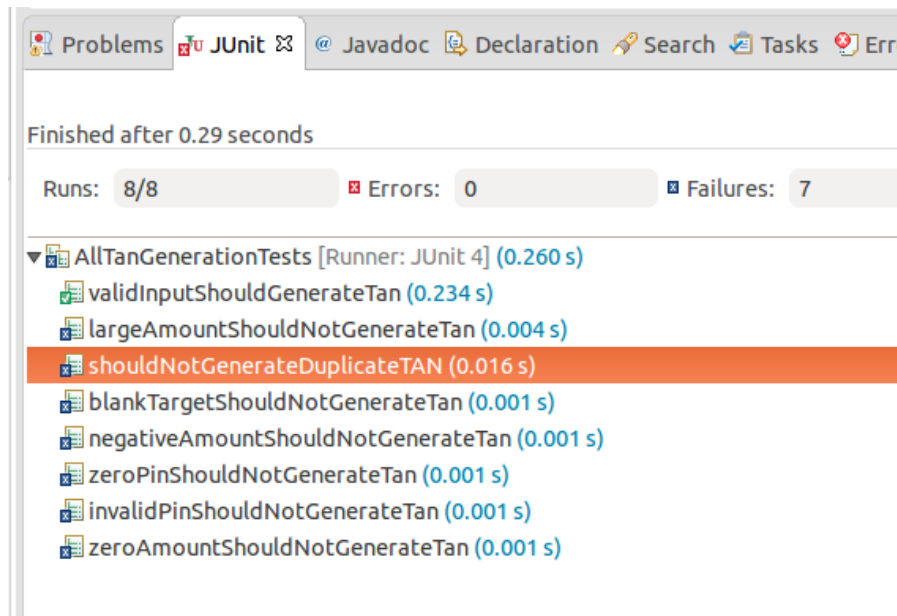 Problems JUnit Javadoc Declaration Search Tasks Err
Finished after 0.29 seconds
Runs: 8/8 Errors: 0 Failures: 7
AllTanGenerationTests [Runner: JUnit 4] (0.260 s)
validInputShouldGenerateTan (0.234 s)
largeAmountShouldNotGenerateTan (0.004 s)
shouldNotGenerateDuplicateTAN (0.016 s)
blankTargetShouldNotGenerateTan (0.001 s)
negativeAmountShouldNotGenerateTan (0.001 s)
zeroPinShouldNotGenerateTan (0.001 s)
invalidPinShouldNotGenerateTan (0.001 s)
zeroAmountShouldNotGenerateTan (0.001 s)